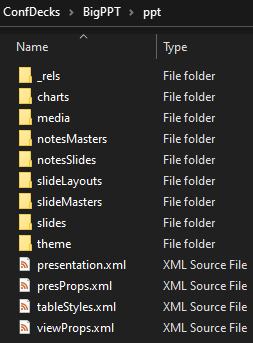 ConfDecks > BigPPT > ppt
Name Type
_rels File folder
charts File folder
media File folder
notesMasters File folder
notesSlides File folder
slideLayouts File folder
slideMasters File folder
slides File folder
theme File folder
presentation.xml XML Source File
presProps.xml XML Source File
tableStyles.xml XML Source File
viewProps.xml XML Source File